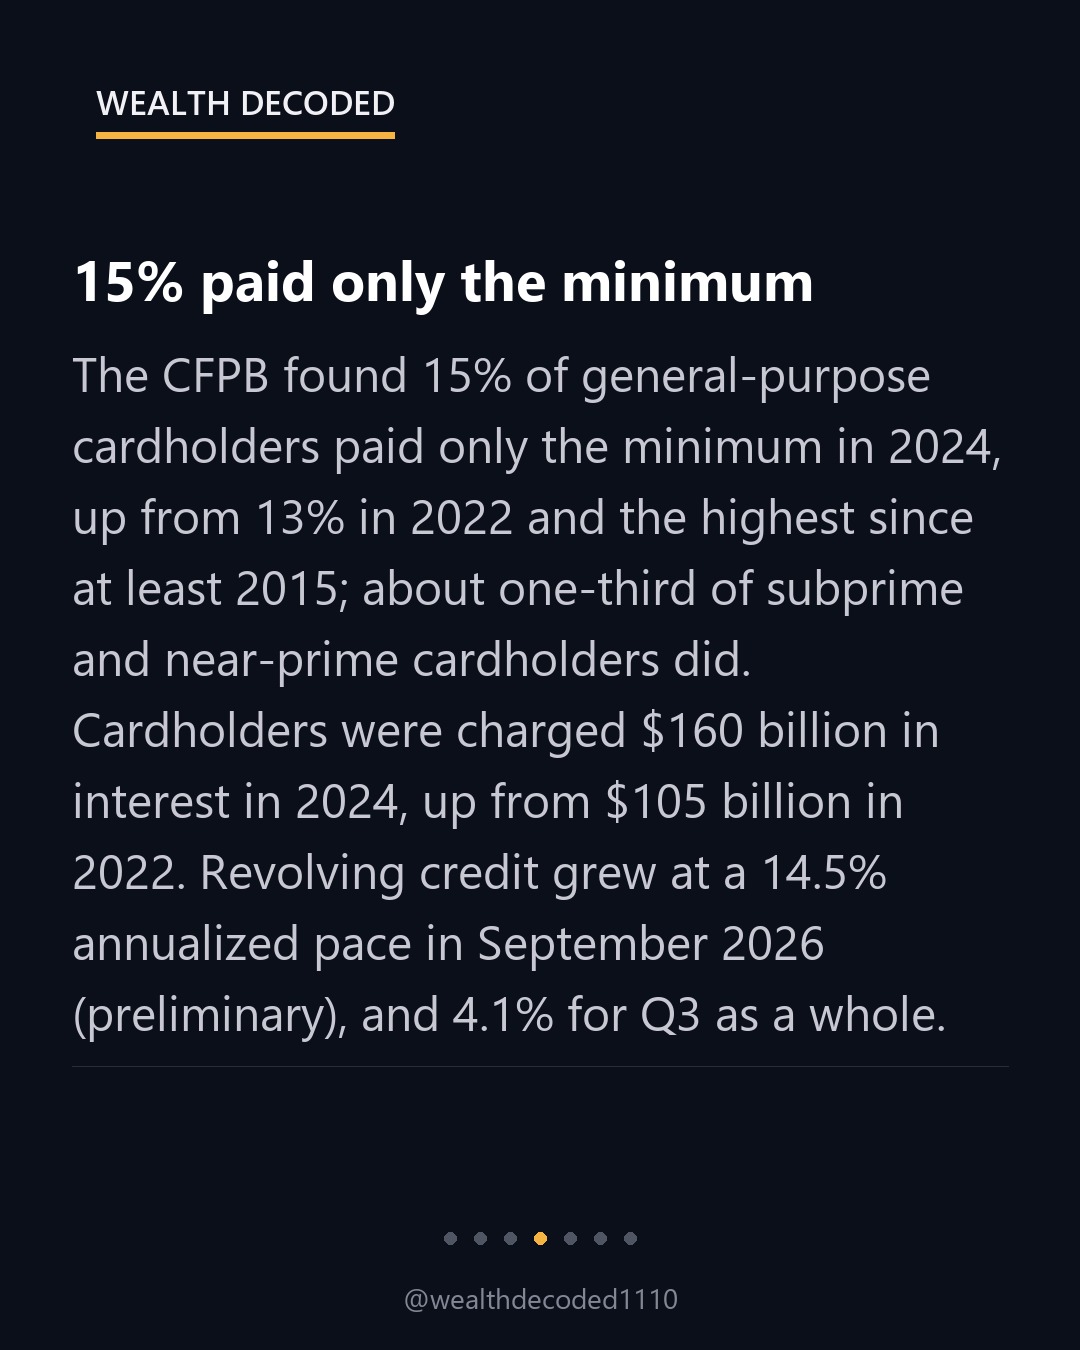 WEALTH DECODED
15% paid only the minimum
The CFPB found 15% of general-purpose
cardholders paid only the minimum in 2024,
up from 13% in 2022 and the highest since
at least 2015; about one-third of subprime
and near-prime cardholders did.
Cardholders were charged $160 billion in
interest in 2024, up from $105 billion in
2022. Revolving credit grew at a 14.5%
annualized pace in September 2026
(preliminary), and 4.1% for Q3 as a whole.
@wealthdecoded1110